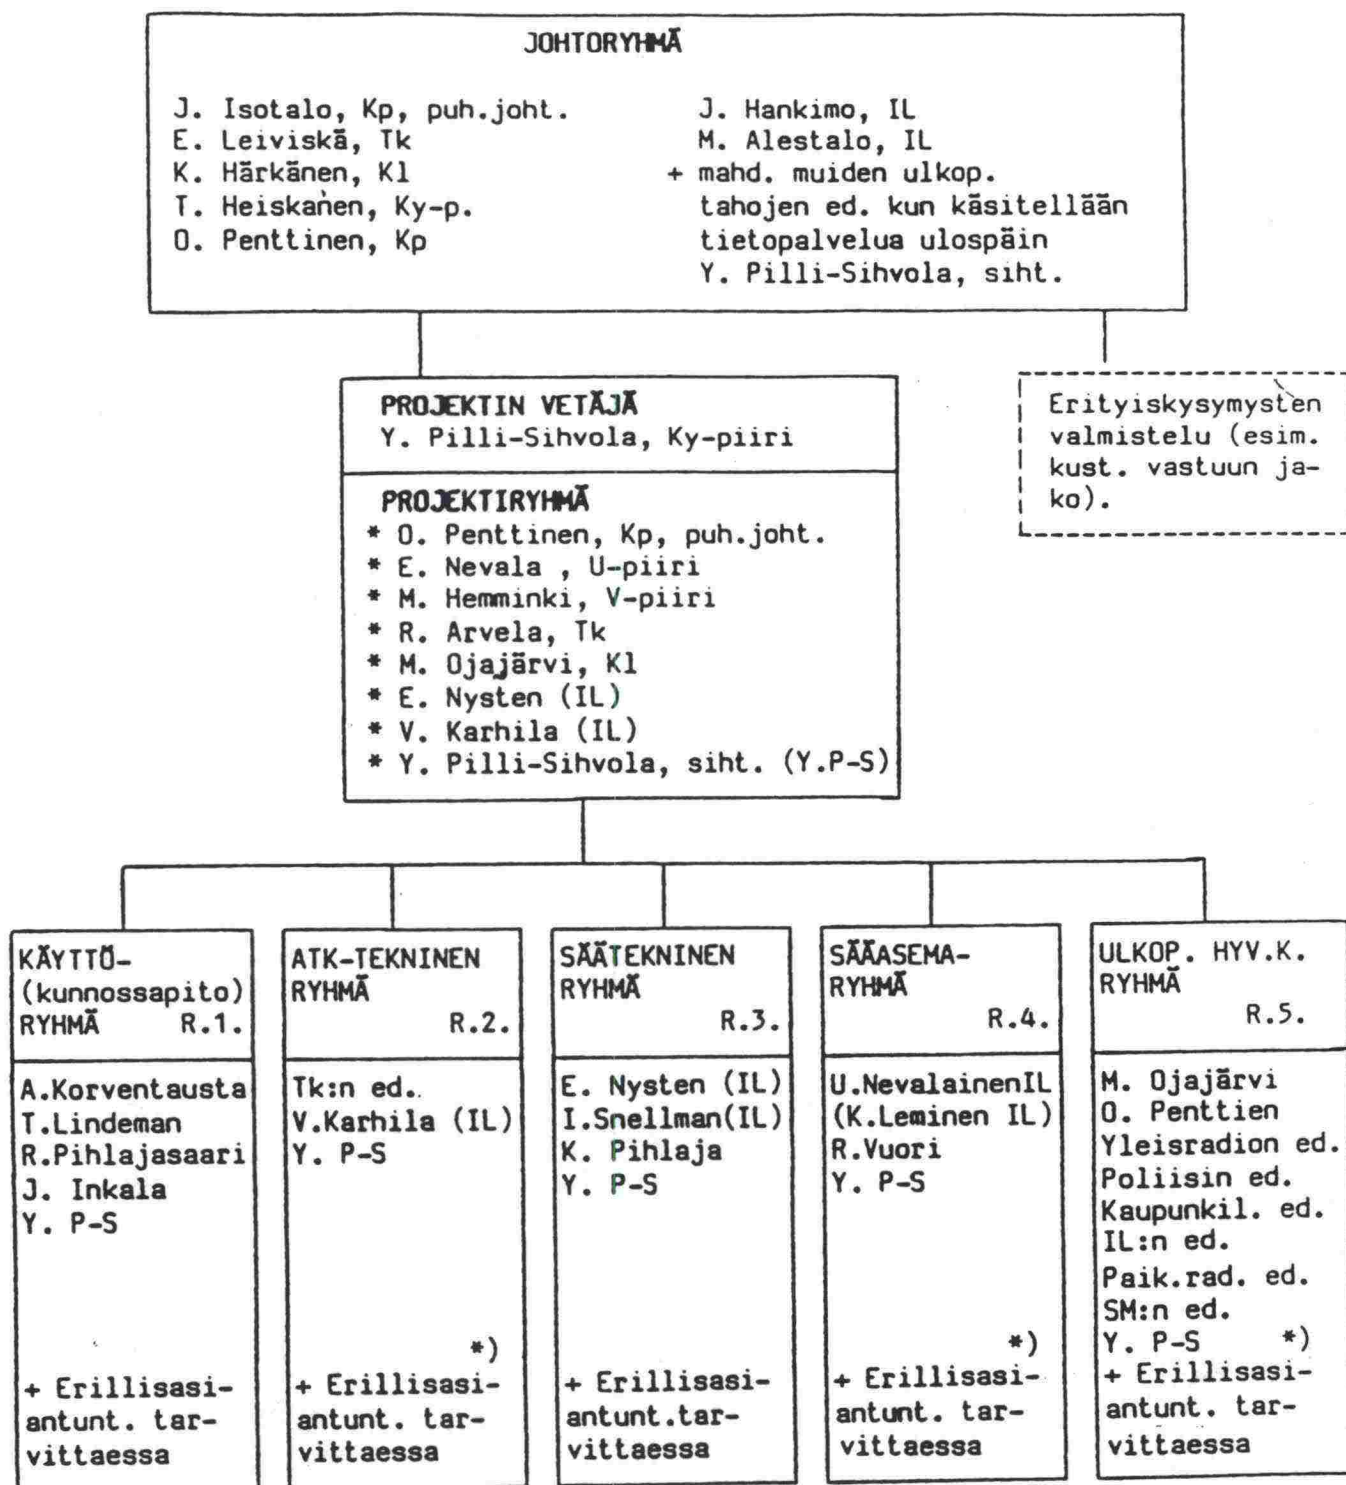 JOHTORYHMÄ
J. Isotalo, Kp, puh.joht.
E. Leiviskä, Tk
K. Härkänen, Kl
T. Heiskanen, Ky-p.
O. Penttinen, Kp
J. Hankimo, IL
M. Alestalo, IL
+ mahd. muiden ulkop.
tahojen ed. kun käsitellään
tietopalvelua ulospäin
Y. Pilli-Sihvola, siht.
PROJEKTIN VETÄJÄ
Y. Pilli-Sihvola, Ky-piiri
Erityiskysymysten
valmistelu (esim.
kust. vastuun ja-
ko).
PROJEKTIRYHMÄ
* O. Penttinen, Kp, puh.joht.
* E. Nevala , U-piiri
* M. Hemminki, V-piiri
* R. Arvela, Tk
* M. Ojajärvi, Kl
* E. Nysten (IL)
* V. Karhila (IL)
* Y. Pilli-Sihvola, siht. (Y.P-S)
KÄYTTÖ-
(kunnossapito)
RYHMÄ R.1.
A.Korventausta
T.Lindeman
R.Pihlajasaari
J. Inkala
Y. P-S
+ Erillisasi-
antunt. tar-
vittaessa
ATK-TEKNINEN
RYHMÄ
R.2.
Tk:n ed.
V.Karhila (IL)
Y. P-S
*)
+ Erillisasi-
antunt. tar-
vittaessa
SÄÄTEKNINEN
RYHMÄ
R.3.
E. Nysten (IL)
I.Snellman(IL)
K. Pihlaja
Y. P-S
+ Erillisasi-
antunt.tar-
vittaessa
SÄÄASEMA-
RYHMÄ
R.4.
U.NevalainenIL
(K.Leminen IL)
R.Vuori
Y. P-S
*)
+ Erillisasi-
antunt. tar-
vittaessa
ULKOP. HYV.K.
RYHMÄ
R.5.
M. Ojajärvi
O. Penttien
Yleisradion ed.
Poliisin ed.
Kaupunkil. ed.
IL:n ed.
Paik.rad. ed.
SM:n ed.
Y. P-S *)
+ Erillisasi-
antunt. tar-
vittaessa